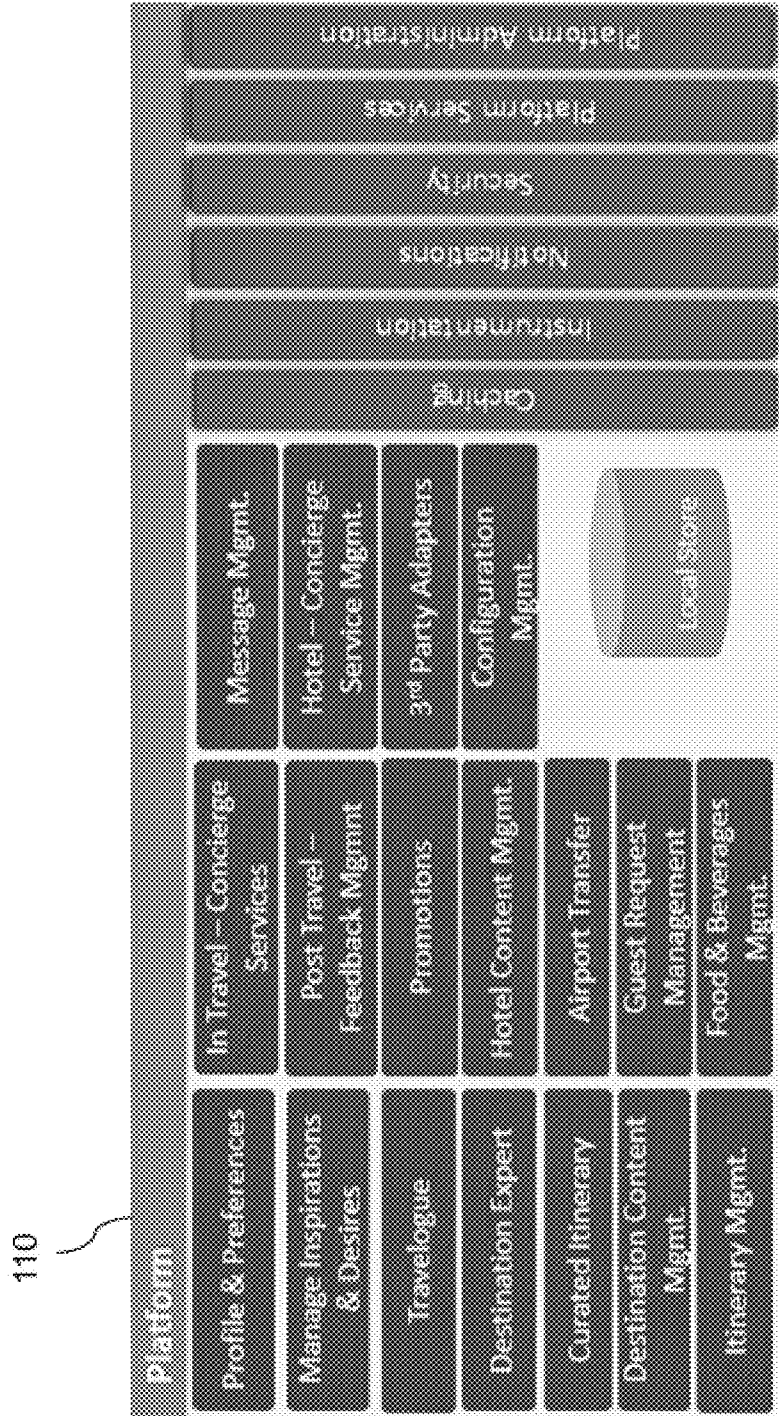 110
Platform
Profile & Preferences
Manage Inspirations
& Desires
Travelogue
Destination Expert
Curated Itinerary
Destination Content
Mgmt.
Itinerary Mgmt.
In Travel – Concierge
Services
Post Travel –
Feedback Mgmnt
Promotions
Hotel Content Mgmt.
Airport Transfer
Guest Request
Management
Food & Beverages
Mgmt.
Message Mgmt.
Hotel – Concierge
Service Mgmt.
3rd Party Adapters
Configuration
Mgmt.
Local Store
Caching
Instrumentation
Notifications
Security
Platform Services
Platform Administration